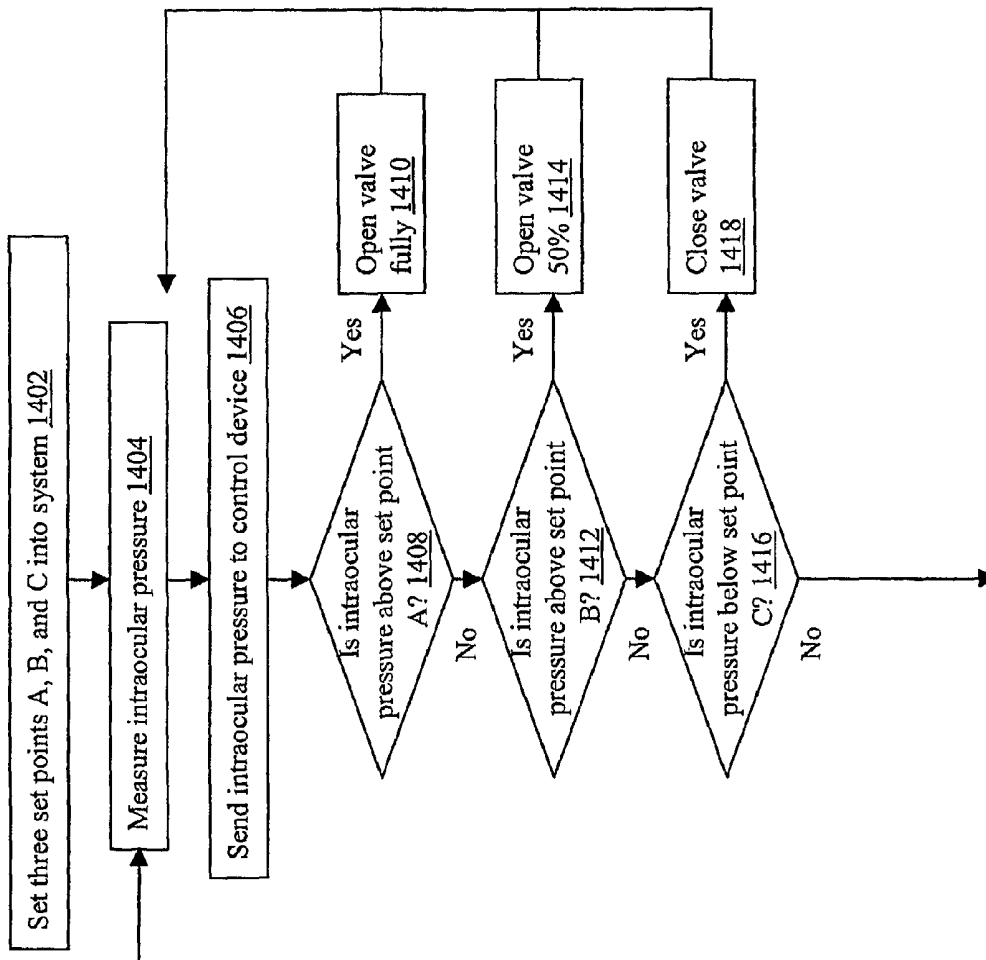 Set three set points A, B, and C into system 1402
Measure intraocular pressure 1404
Send intraocular pressure to control device 1406
Is intraocular
pressure above set point
A? 1408
Yes
Open valve
fully 1410
No
Is intraocular
pressure above set point
B? 1412
Yes
Open valve
50% 1414
No
Is intraocular
pressure below set point
C? 1416
Yes
Close valve
1418
No